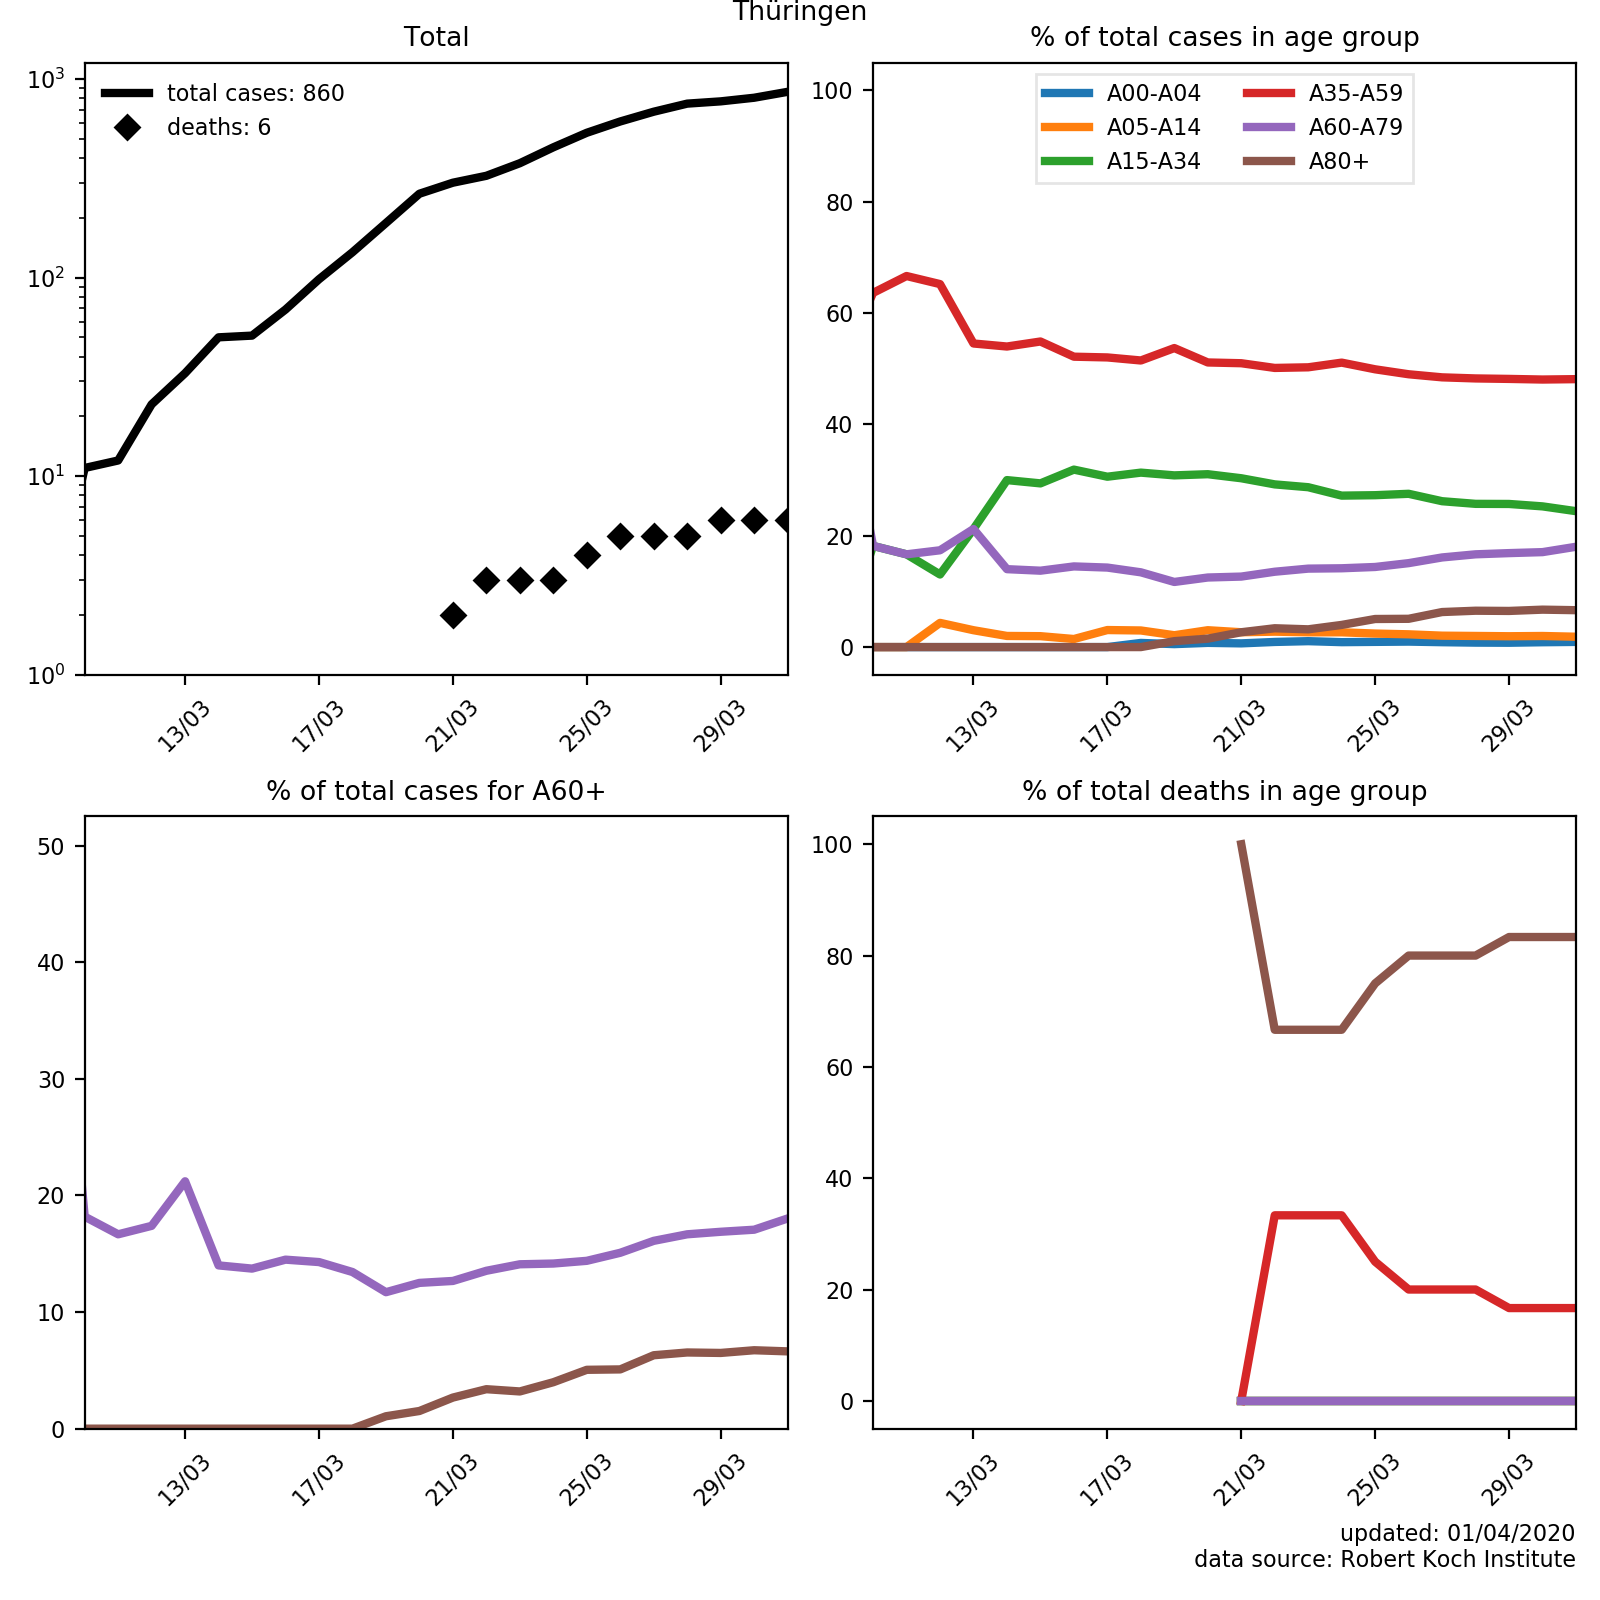 Thüringen
Total
10³
10²
10¹
10⁰
total cases: 860
deaths: 6
13/03
17/03
21/03
25/03
29/03
% of total cases in age group
100
80
60
40
20
0
A00-A04
A05-A14
A15-A34
A35-A59
A60-A79
A80+
13/03
17/03
21/03
25/03
29/03
% of total cases for A60+
50
40
30
20
10
0
13/03
17/03
21/03
25/03
29/03
% of total deaths in age group
100
80
60
40
20
0
13/03
17/03
21/03
25/03
29/03
updated: 01/04/2020
data source: Robert Koch Institute